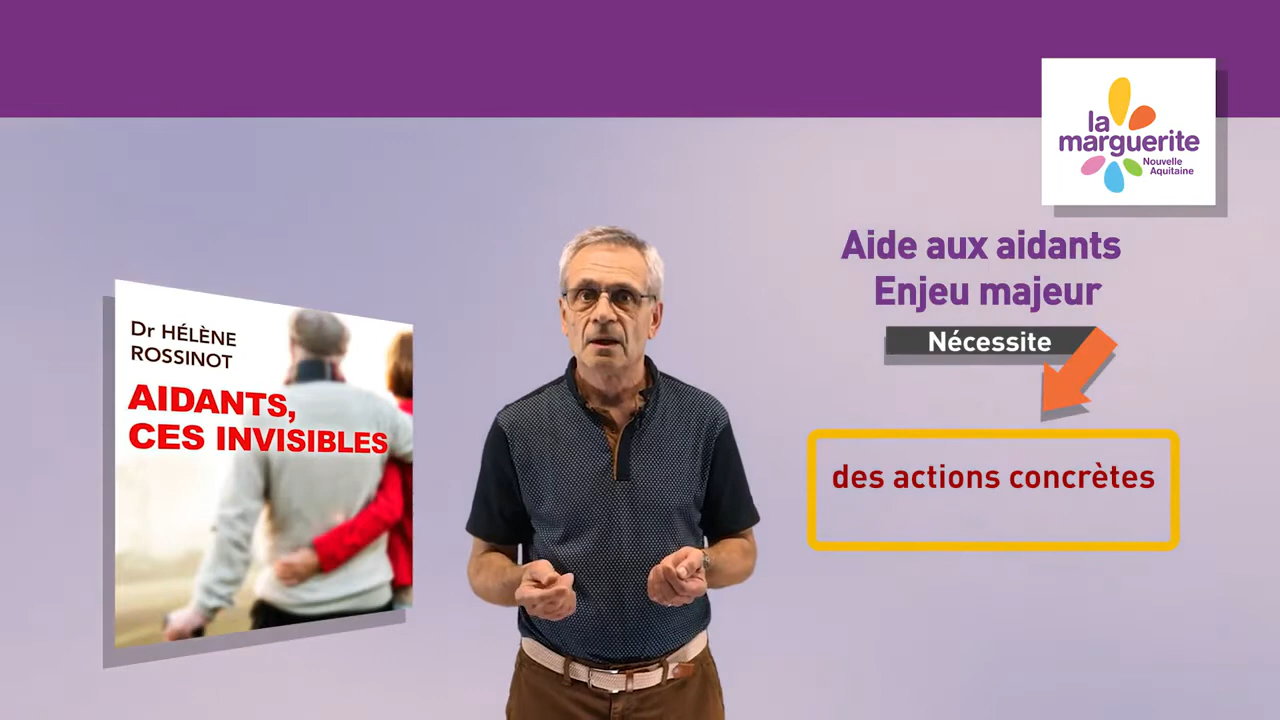 la
marguerite
Nouvelle
Aquitaine
Aide aux aidants
Enjeu majeur
Nécessite
des actions concrètes
Dr HÉLÈNE
ROSSINOT
AIDANTS,
CES INVISIBLES